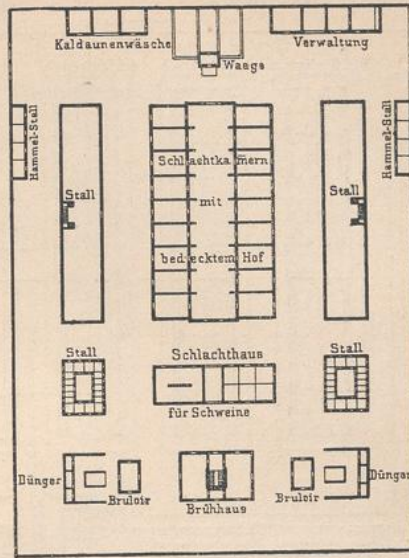 Kaldaunenwäsche
Verwaltung
Waage
Hammel-Stall
Hammel-Stall
Schlachtkamern
Stall
Stall
mit
bedecktem Hof
Stall
Schlachthaus
Stall
für Schweine
Dünger
Bruloir
Brühhaus
Bruloir
Dünger